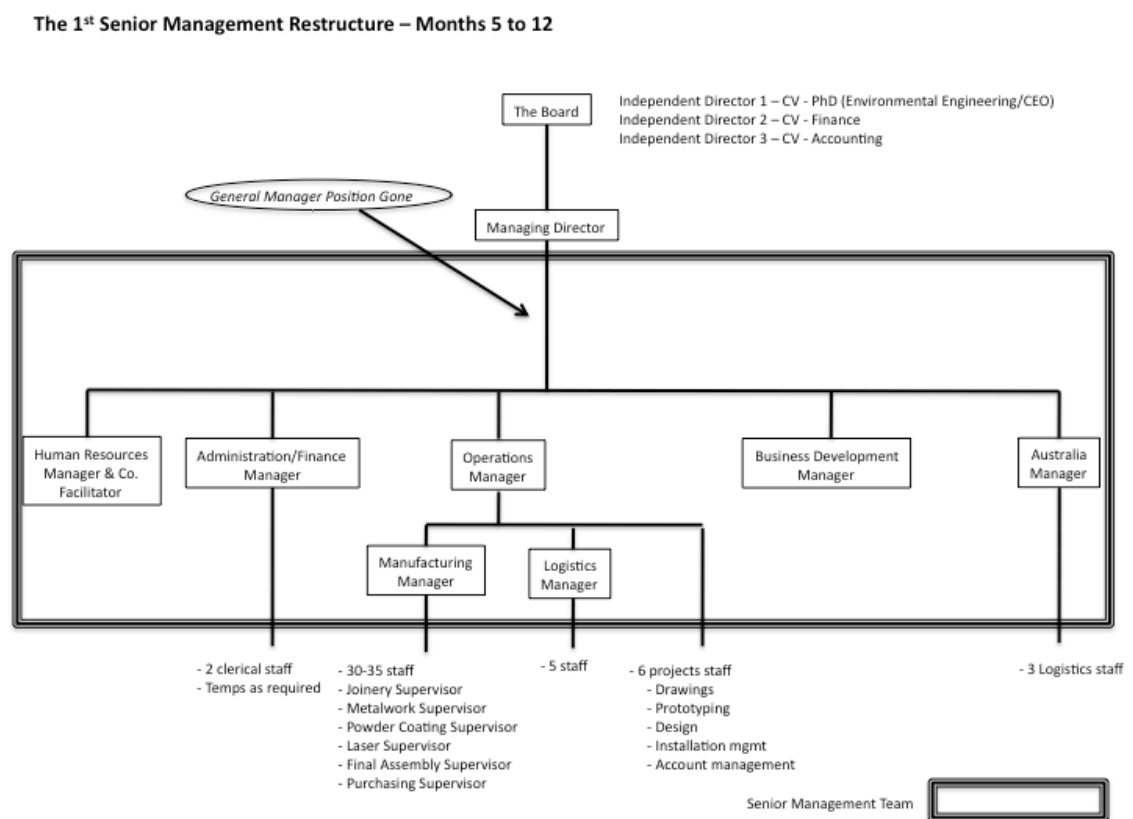 The 1st Senior Management Restructure – Months 5 to 12
The Board
Independent Director 1 – CV - PhD (Environmental Engineering/CEO)
Independent Director 2 – CV - Finance
Independent Director 3 – CV - Accounting
General Manager Position Gone
Managing Director
Human Resources
Manager & Co.
Facilitator
Administration/Finance
Manager
Operations
Manager
Business Development
Manager
Australia
Manager
Manufacturing
Manager
Logistics
Manager
- 2 clerical staff
- Temps as required
- 30-35 staff
- Joinery Supervisor
- Metalwork Supervisor
- Powder Coating Supervisor
- Laser Supervisor
- Final Assembly Supervisor
- Purchasing Supervisor
- 5 staff
- 6 projects staff
- Drawings
- Prototyping
- Design
- Installation mgmt
- Account management
- 3 Logistics staff
Senior Management Team